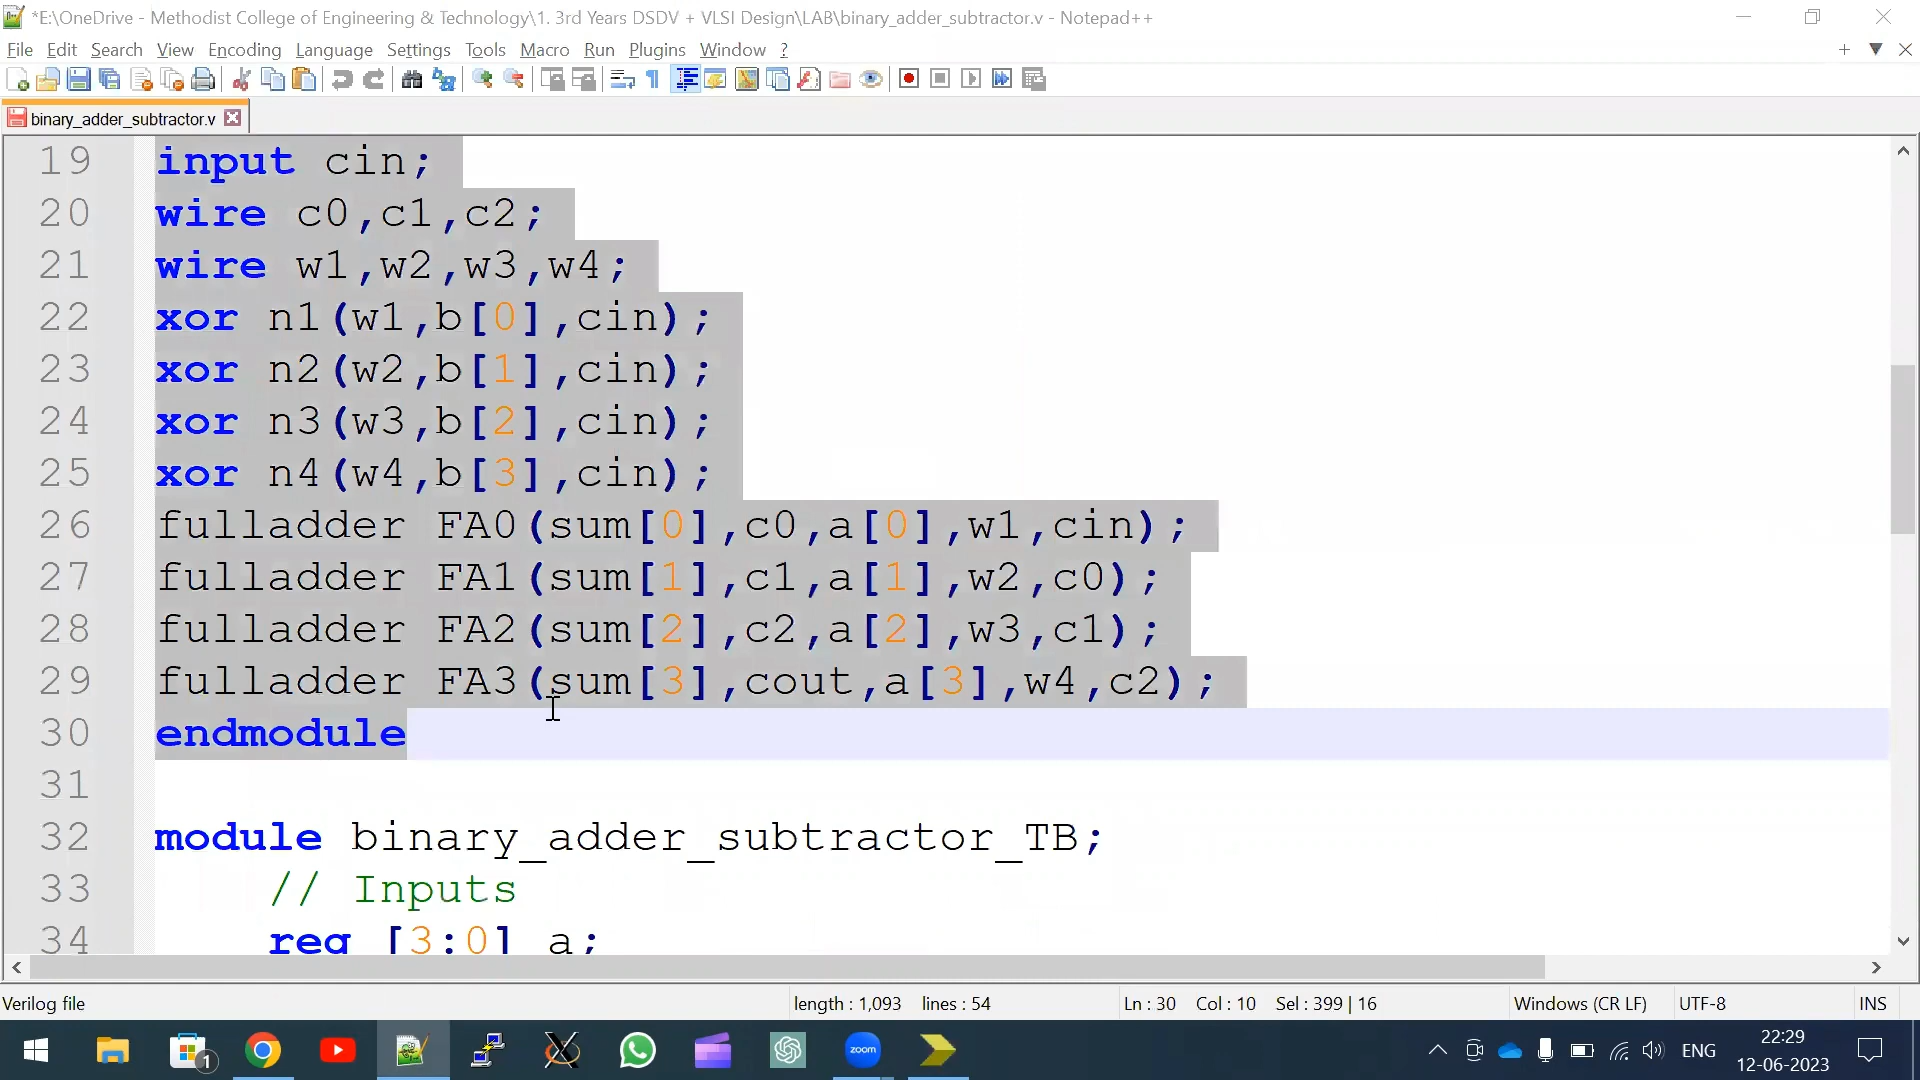 *E:\OneDrive - Methodist College of Engineering & Technology\1. 3rd Years DSDV + VLSI Design\LAB\binary_adder_subtractor.v - Notepad++
File Edit Search View Encoding Language Settings Tools Macro Run Plugins Window ?
binary_adder_subtractor.v
19 input cin;
20 wire c0,c1,c2;
21 wire w1,w2,w3,w4;
22 xor n1(w1,b[0],cin);
23 xor n2(w2,b[1],cin);
24 xor n3(w3,b[2],cin);
25 xor n4(w4,b[3],cin);
26 fulladder FA0(sum[0],c0,a[0],w1,cin);
27 fulladder FA1(sum[1],c1,a[1],w2,c0);
28 fulladder FA2(sum[2],c2,a[2],w3,c1);
29 fulladder FA3(sum[3],cout,a[3],w4,c2);
30 endmodule
31
32 module binary_adder_subtractor_TB;
33 // Inputs
34 reg [3:0] a;
Verilog file length : 1,093 lines : 54 Ln : 30 Col : 10 Sel : 399 | 16 Windows (CR LF) UTF-8 INS
1 zoom ENG 22:29
12-06-2023